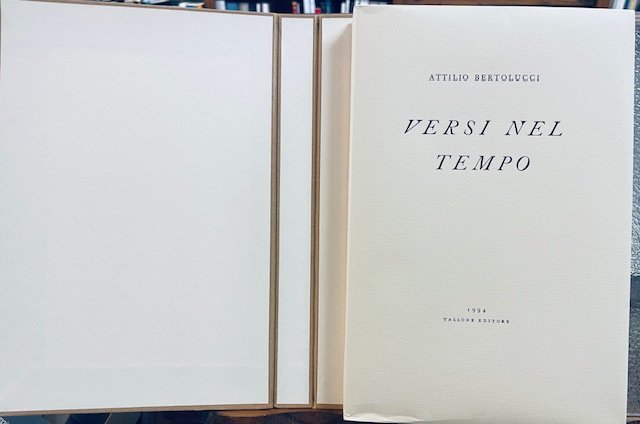 ATTILIO BERTOLUCCI
VERSI NEL
TEMPO
1994
TALLONE EDITORE